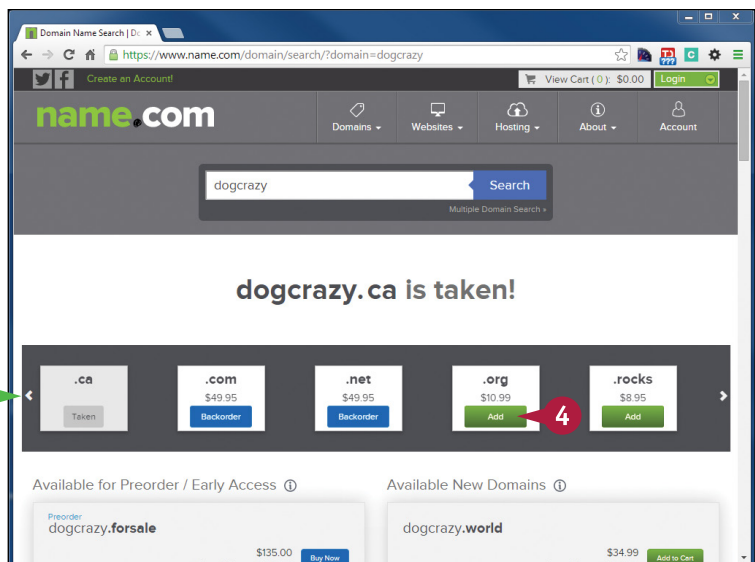 Domain Name Search | Do
https://www.name.com/domain/search/?domain=dogcrazy
Create an Account!
View Cart ( 0 ): $0.00
Login
name.com
Domains
Websites
Hosting
About
Account
dogcrazy
Search
Multiple Domain Search »
dogcrazy.ca is taken!
.ca
Taken
.com
$49.95
Backorder
.net
$49.95
Backorder
.org
$10.99
Add
4
.rocks
$8.95
Add
Available for Preorder / Early Access
Available New Domains
Preorder
dogcrazy.forsale
$135.00
Buy Now
dogcrazy.world
$34.99
Add to Cart